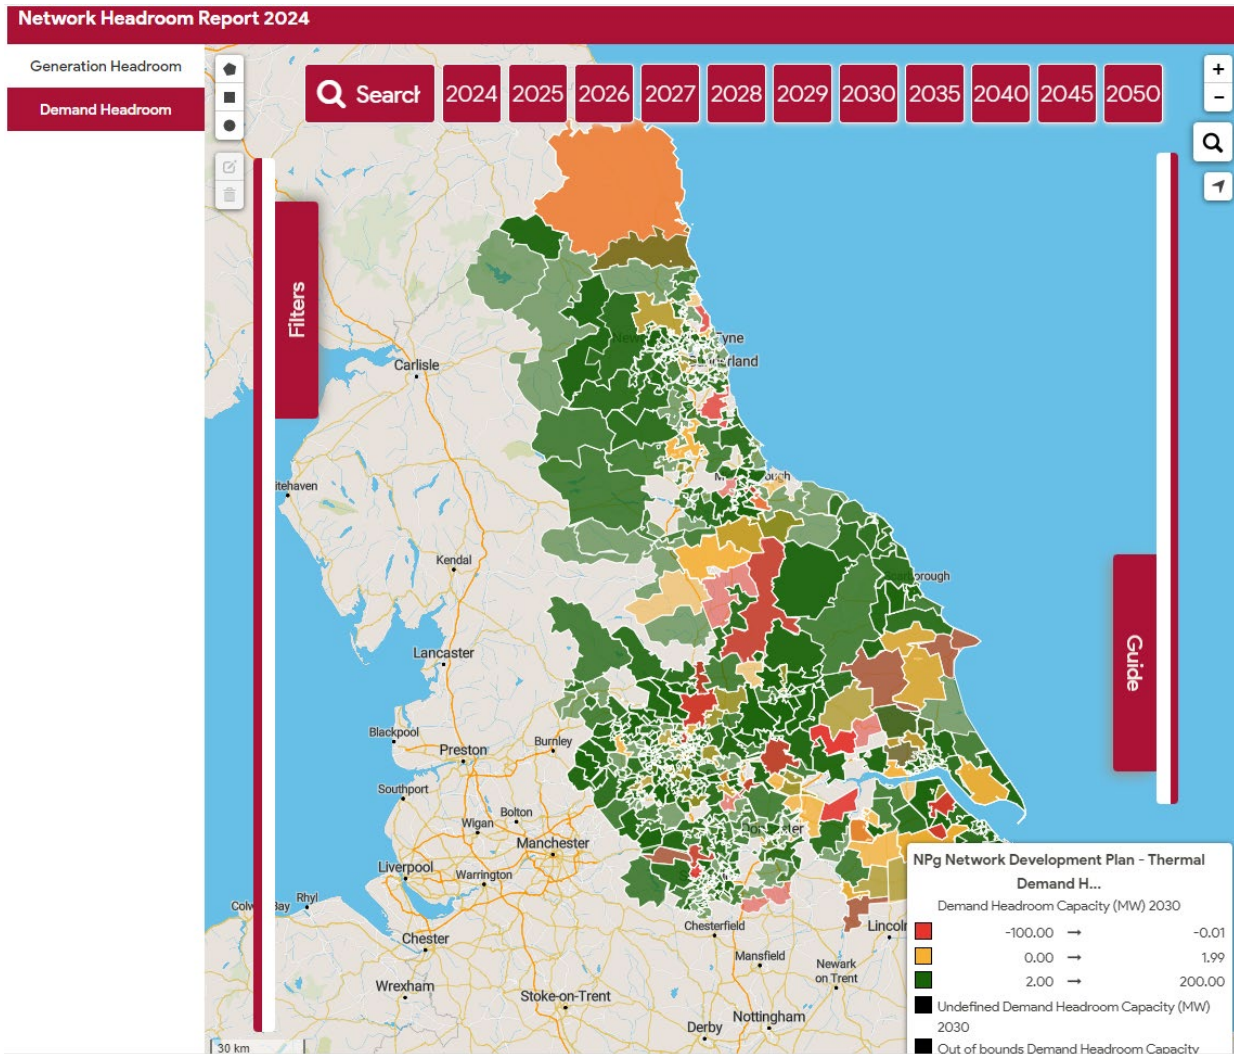 Network Headroom Report 2024
Generation Headroom
Demand Headroom
Search
2024
2025
2026
2027
2028
2029
2030
2035
2040
2045
2050
+
−
Filters
Guide
Carlisle
Tyne
itehaven
Kendal
Lancaster
Blackpool
Preston
Burnley
Southport
Wigan
Bolton
Manchester
Liverpool
Warrington
Rhyl
Bay
Chester
Chesterfield
Mansfield
Wrexham
Newark
on Trent
Stoke-on-Trent
Nottingham
Derby
30 km
NPg Network Development Plan - Thermal
Demand H...
Demand Headroom Capacity (MW) 2030
-100.00 → -0.01
0.00 → 1.99
2.00 → 200.00
Undefined Demand Headroom Capacity (MW)
2030
Out of bounds Demand Headroom Capacity